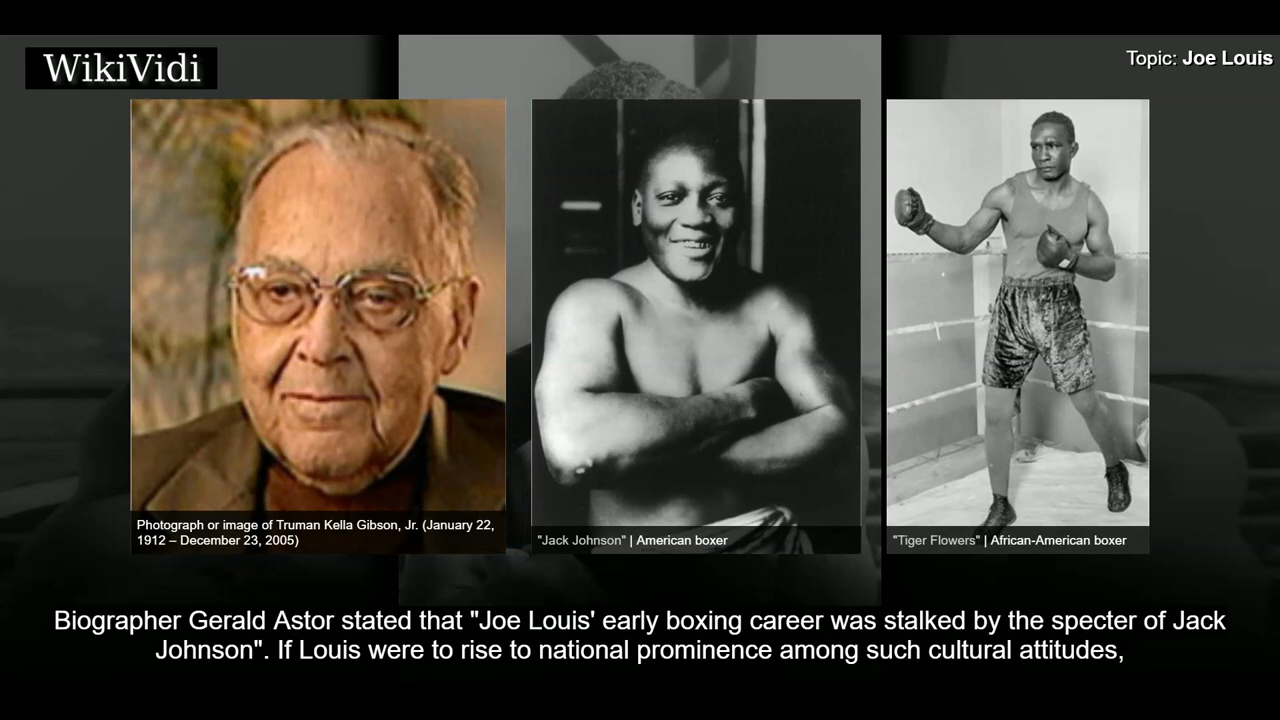 WikiVidi
Topic: Joe Louis
Photograph or image of Truman Kella Gibson, Jr. (January 22,
1912 – December 23, 2005)
"Jack Johnson" | American boxer
"Tiger Flowers" | African-American boxer
Biographer Gerald Astor stated that "Joe Louis' early boxing career was stalked by the specter of Jack
Johnson". If Louis were to rise to national prominence among such cultural attitudes,